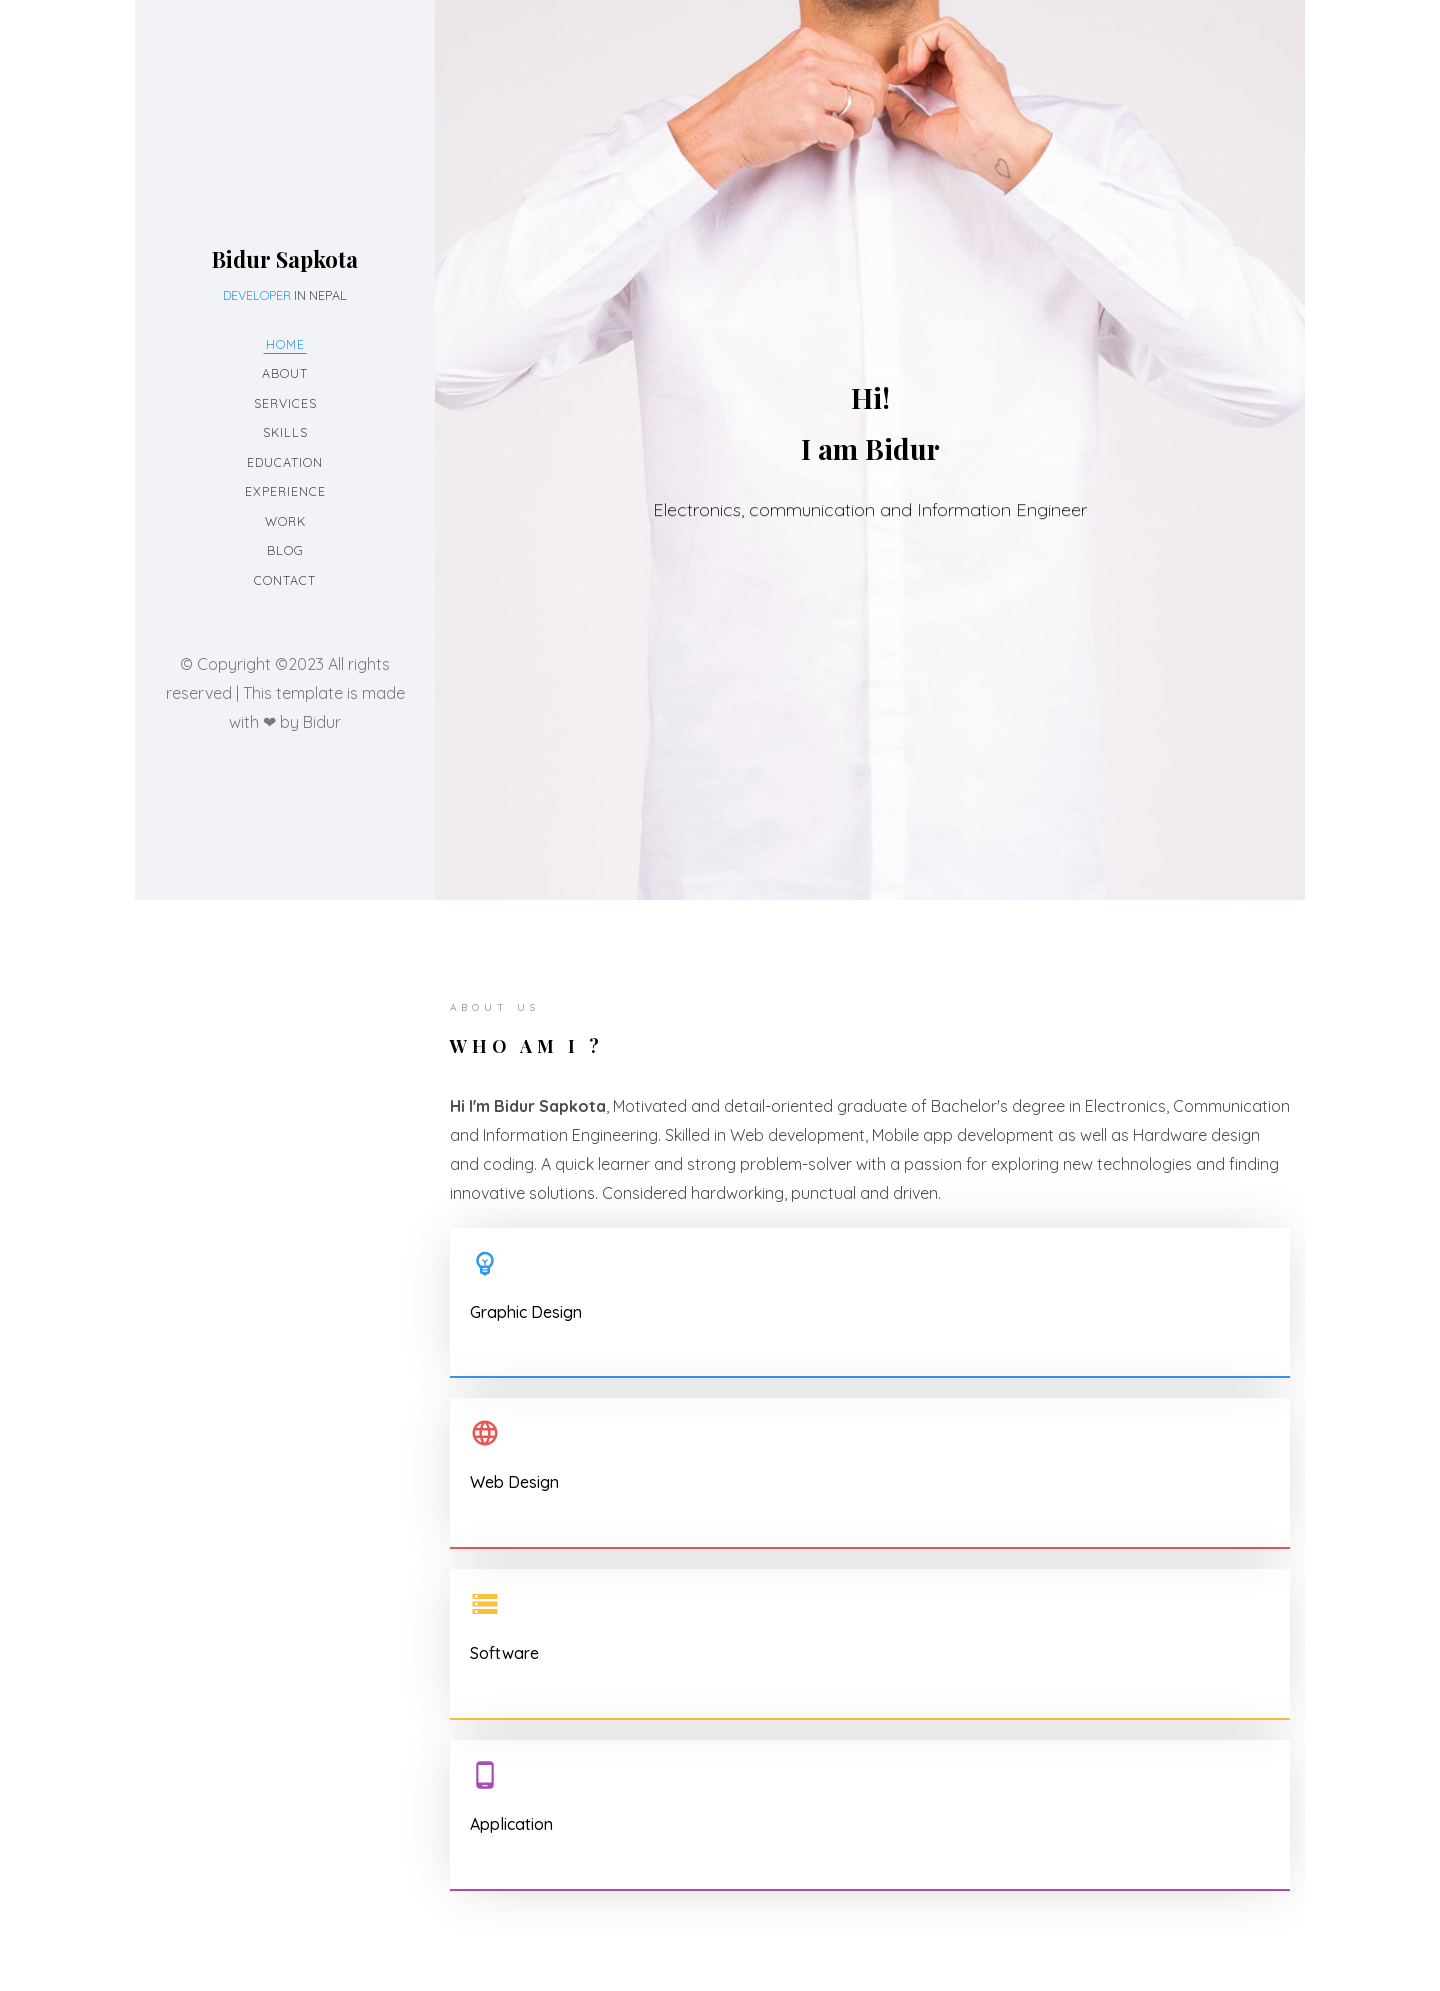 Bidur Sapkota
DEVELOPER IN NEPAL
HOME
ABOUT
SERVICES
SKILLS
EDUCATION
EXPERIENCE
WORK
BLOG
CONTACT
© Copyright ©2023 All rights
reserved | This template is made
with ❤ by Bidur
Hi!
I am Bidur
Electronics, communication and Information Engineer
ABOUT US
WHO AM I ?
Hi I'm Bidur Sapkota, Motivated and detail-oriented graduate of Bachelor's degree in Electronics, Communication
and Information Engineering. Skilled in Web development, Mobile app development as well as Hardware design
and coding. A quick learner and strong problem-solver with a passion for exploring new technologies and finding
innovative solutions. Considered hardworking, punctual and driven.
Graphic Design
Web Design
Software
Application